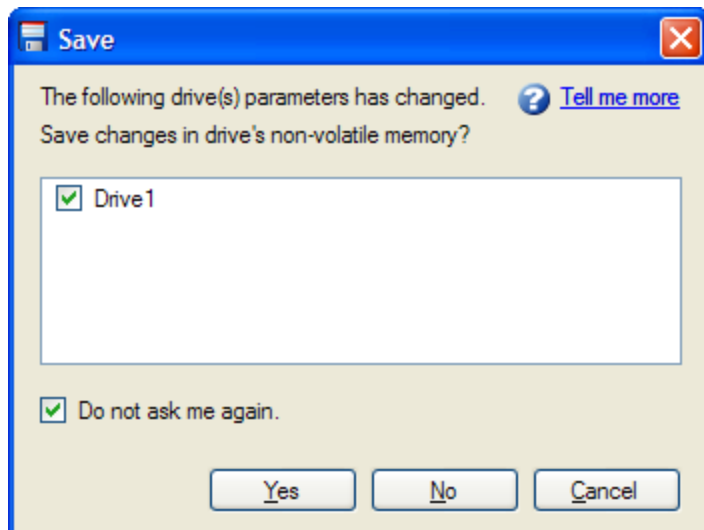 Save
The following drive(s) parameters has changed. Tell me more
Save changes in drive's non-volatile memory?
Drive1
Do not ask me again.
Yes No Cancel